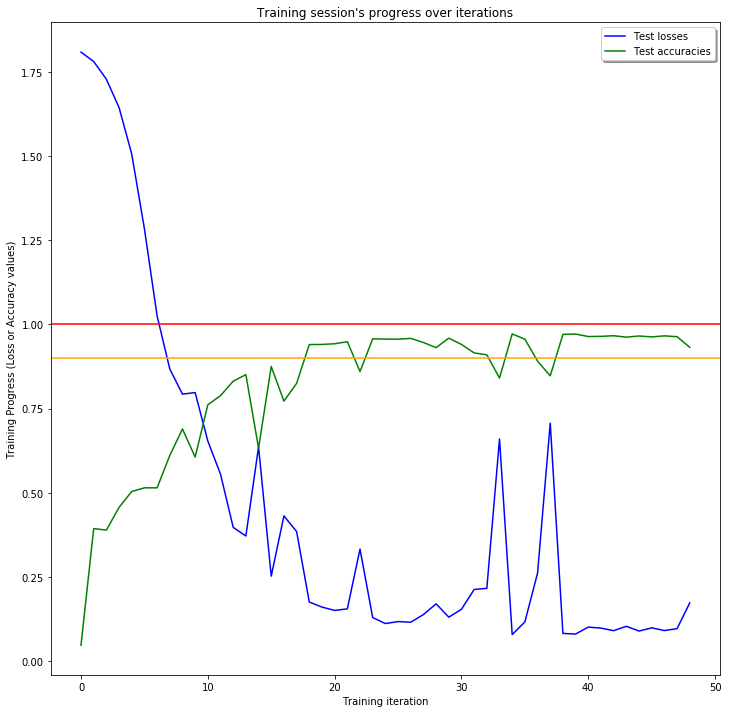 Training session's progress over iterations
Test losses
Test accuracies
1.75
1.50
1.25
1.00
0.75
0.50
0.25
0.00
Training Progress (Loss or Accuracy values)
0
10
20
30
40
50
Training iteration